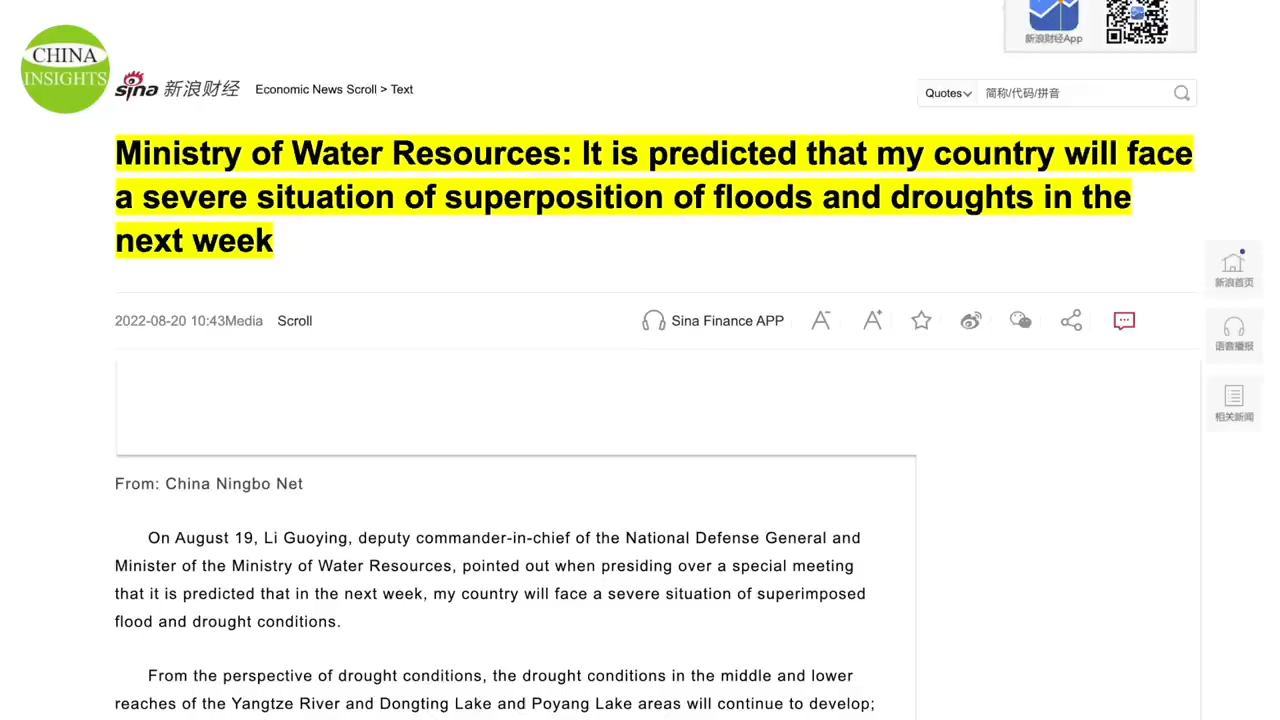 新浪财经App
CHINA
INSIGHTS
sina 新浪财经 Economic News Scroll > Text
Quotes 简称/代码/拼音
Ministry of Water Resources: It is predicted that my country will face
a severe situation of superposition of floods and droughts in the
next week
新浪首页
2022-08-20 10:43Media Scroll
Sina Finance APP
语音播报
相关新闻
From: China Ningbo Net
On August 19, Li Guoying, deputy commander-in-chief of the National Defense General and
Minister of the Ministry of Water Resources, pointed out when presiding over a special meeting
that it is predicted that in the next week, my country will face a severe situation of superimposed
flood and drought conditions.
From the perspective of drought conditions, the drought conditions in the middle and lower
reaches of the Yangtze River and Dongting Lake and Poyang Lake areas will continue to develop;